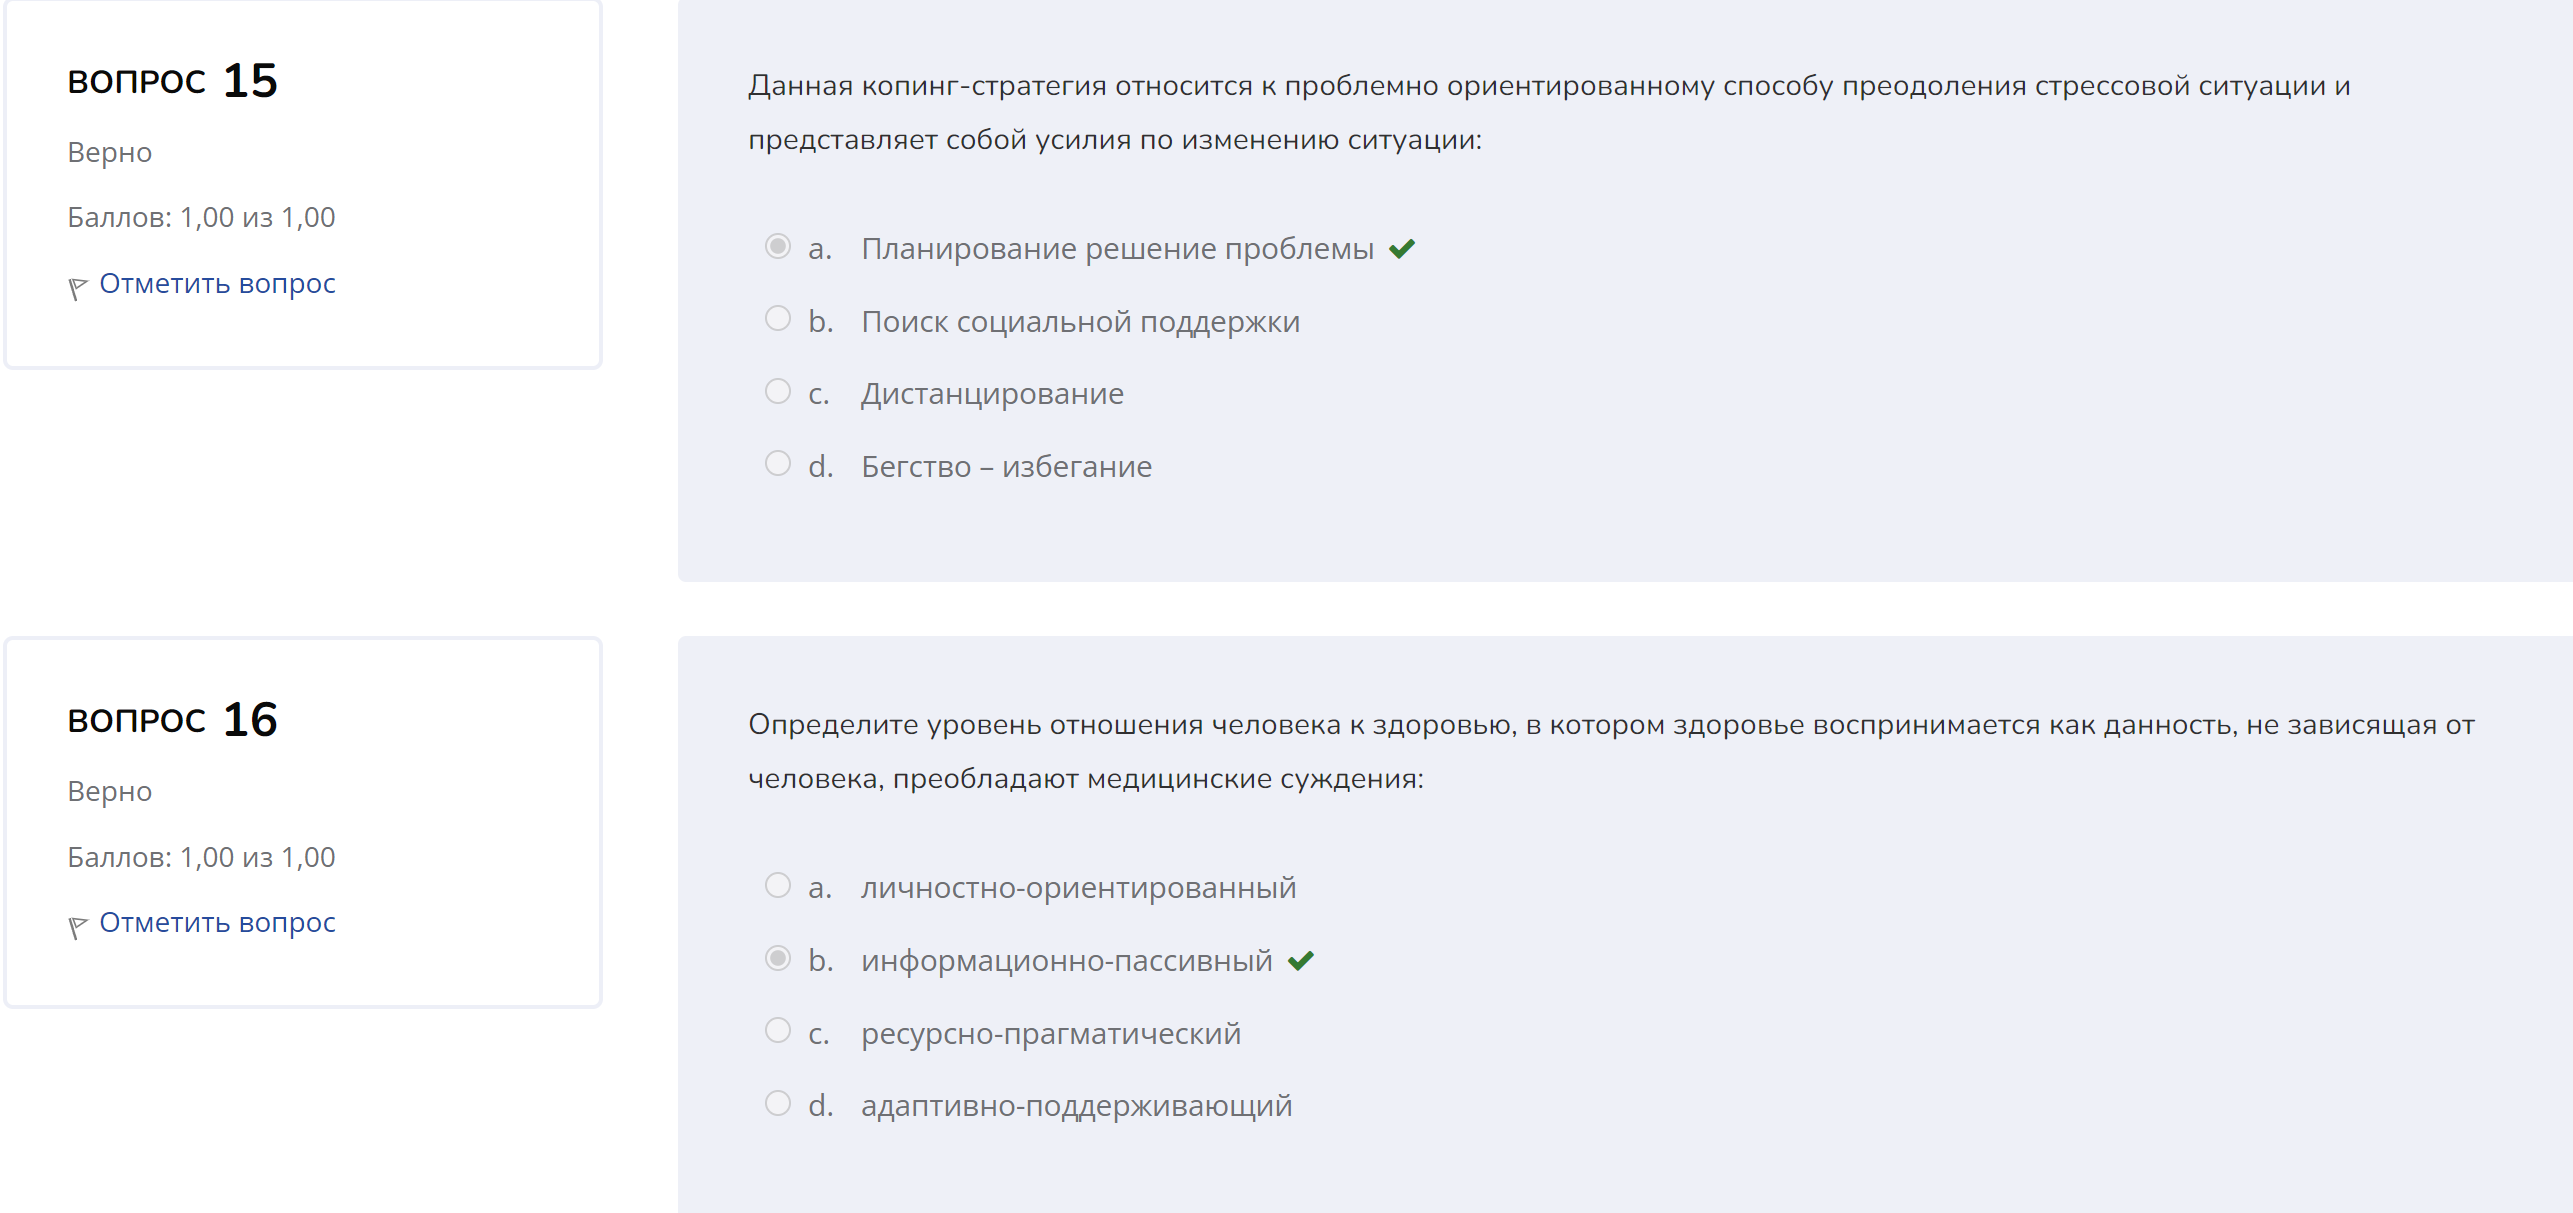 ВОПРОС 15
Верно
Баллов: 1,00 из 1,00
Отметить вопрос
Данная копинг-стратегия относится к проблемно ориентированному способу преодоления стрессовой ситуации и
представляет собой усилия по изменению ситуации:
a. Планирование решение проблемы
b. Поиск социальной поддержки
c. Дистанцирование
d. Бегство – избегание
ВОПРОС 16
Верно
Баллов: 1,00 из 1,00
Отметить вопрос
Определите уровень отношения человека к здоровью, в котором здоровье воспринимается как данность, не зависящая от
человека, преобладают медицинские суждения:
a. личностно-ориентированный
b. информационно-пассивный
c. ресурсно-прагматический
d. адаптивно-поддерживающий